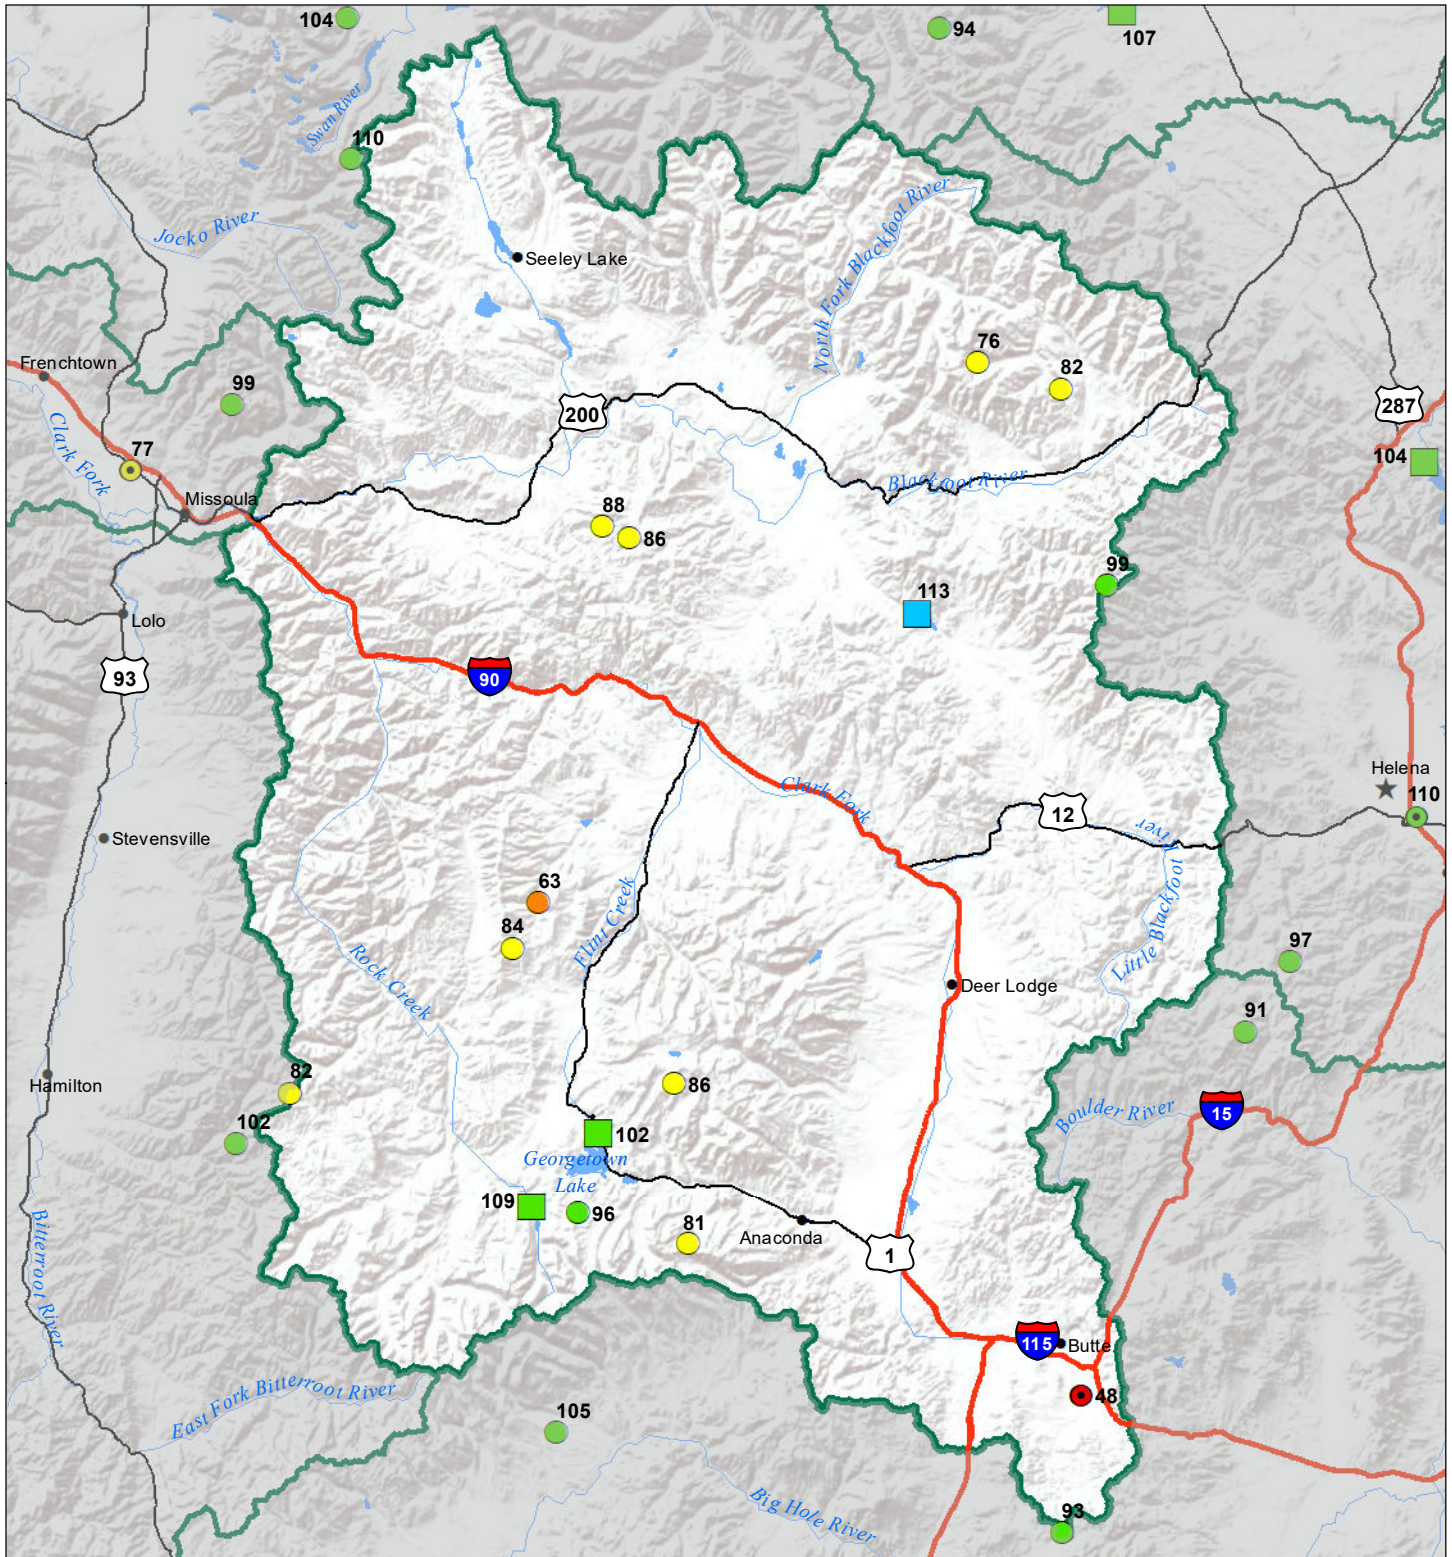 104
94
107
Swan River
110
Jocko River
North Fork Blackfoot River
Seeley Lake
76
82
Frenchtown
99
200
287
Clark Fork
77
104
Blackfoot River
Missoula
88
86
99
113
Lolo
93
90
Helena
110
Clark Fork
12
Little Blackfoot River
Stevensville
63
Flint Creek
84
Rock Creek
97
Deer Lodge
91
82
Hamilton
86
102
15
Boulder River
102
Georgetown
Lake
109
96
81
Anaconda
1
Bitterroot River
115
Butte
48
East Fork Bitterroot River
105
Big Hole River
93